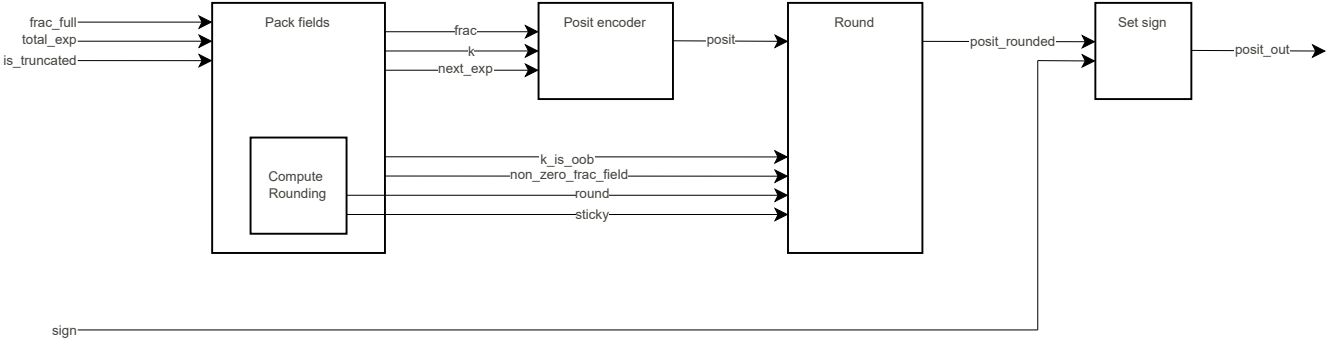 frac_full
total_exp
is_truncated
Pack fields
Compute
Rounding
frac
k
next_exp
Posit encoder
posit
k_is_oob
non_zero_frac_field
round
sticky
Round
posit_rounded
Set sign
posit_out
sign